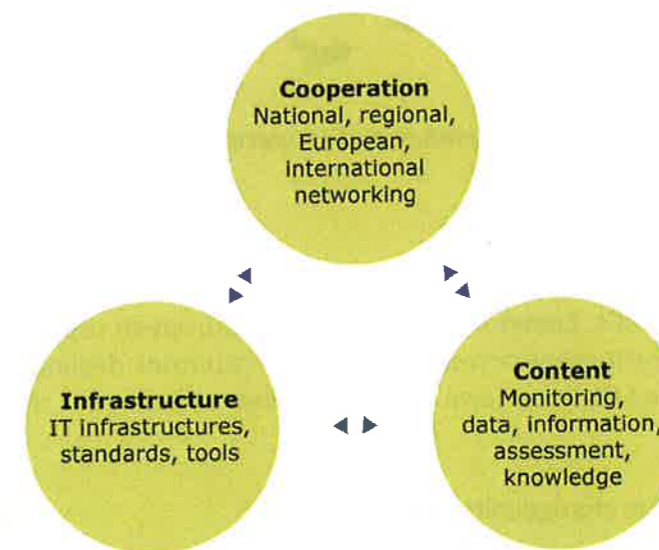 Cooperation
National, regional,
European,
international
networking
Infrastructure
IT infrastructures,
standards, tools
Content
Monitoring,
data, information,
assessment,
knowledge